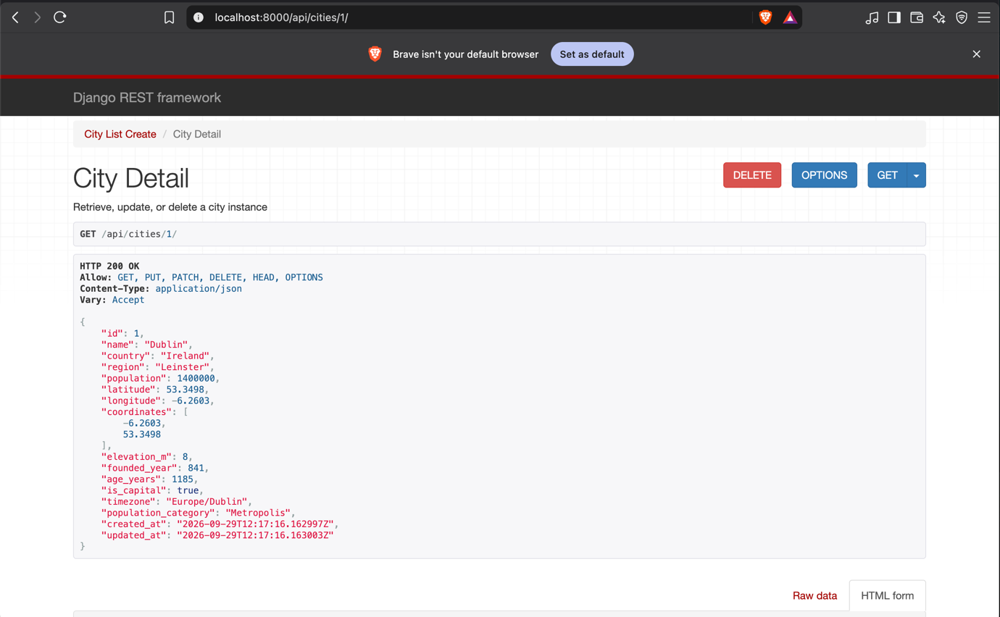 localhost:8000/api/cities/1/
Brave isn't your default browser Set as default
Django REST framework
City List Create / City Detail
City Detail
DELETE OPTIONS GET
Retrieve, update, or delete a city instance
GET /api/cities/1/
HTTP 200 OK
Allow: GET, PUT, PATCH, DELETE, HEAD, OPTIONS
Content-Type: application/json
Vary: Accept
{
    "id": 1,
    "name": "Dublin",
    "country": "Ireland",
    "region": "Leinster",
    "population": 1400000,
    "latitude": 53.3498,
    "longitude": -6.2603,
    "coordinates": [
        -6.2603,
        53.3498
    ],
    "elevation_m": 8,
    "founded_year": 841,
    "age_years": 1185,
    "is_capital": true,
    "timezone": "Europe/Dublin",
    "population_category": "Metropolis",
    "created_at": "2026-09-29T12:17:16.162997Z",
    "updated_at": "2026-09-29T12:17:16.163003Z"
}
Raw data HTML form